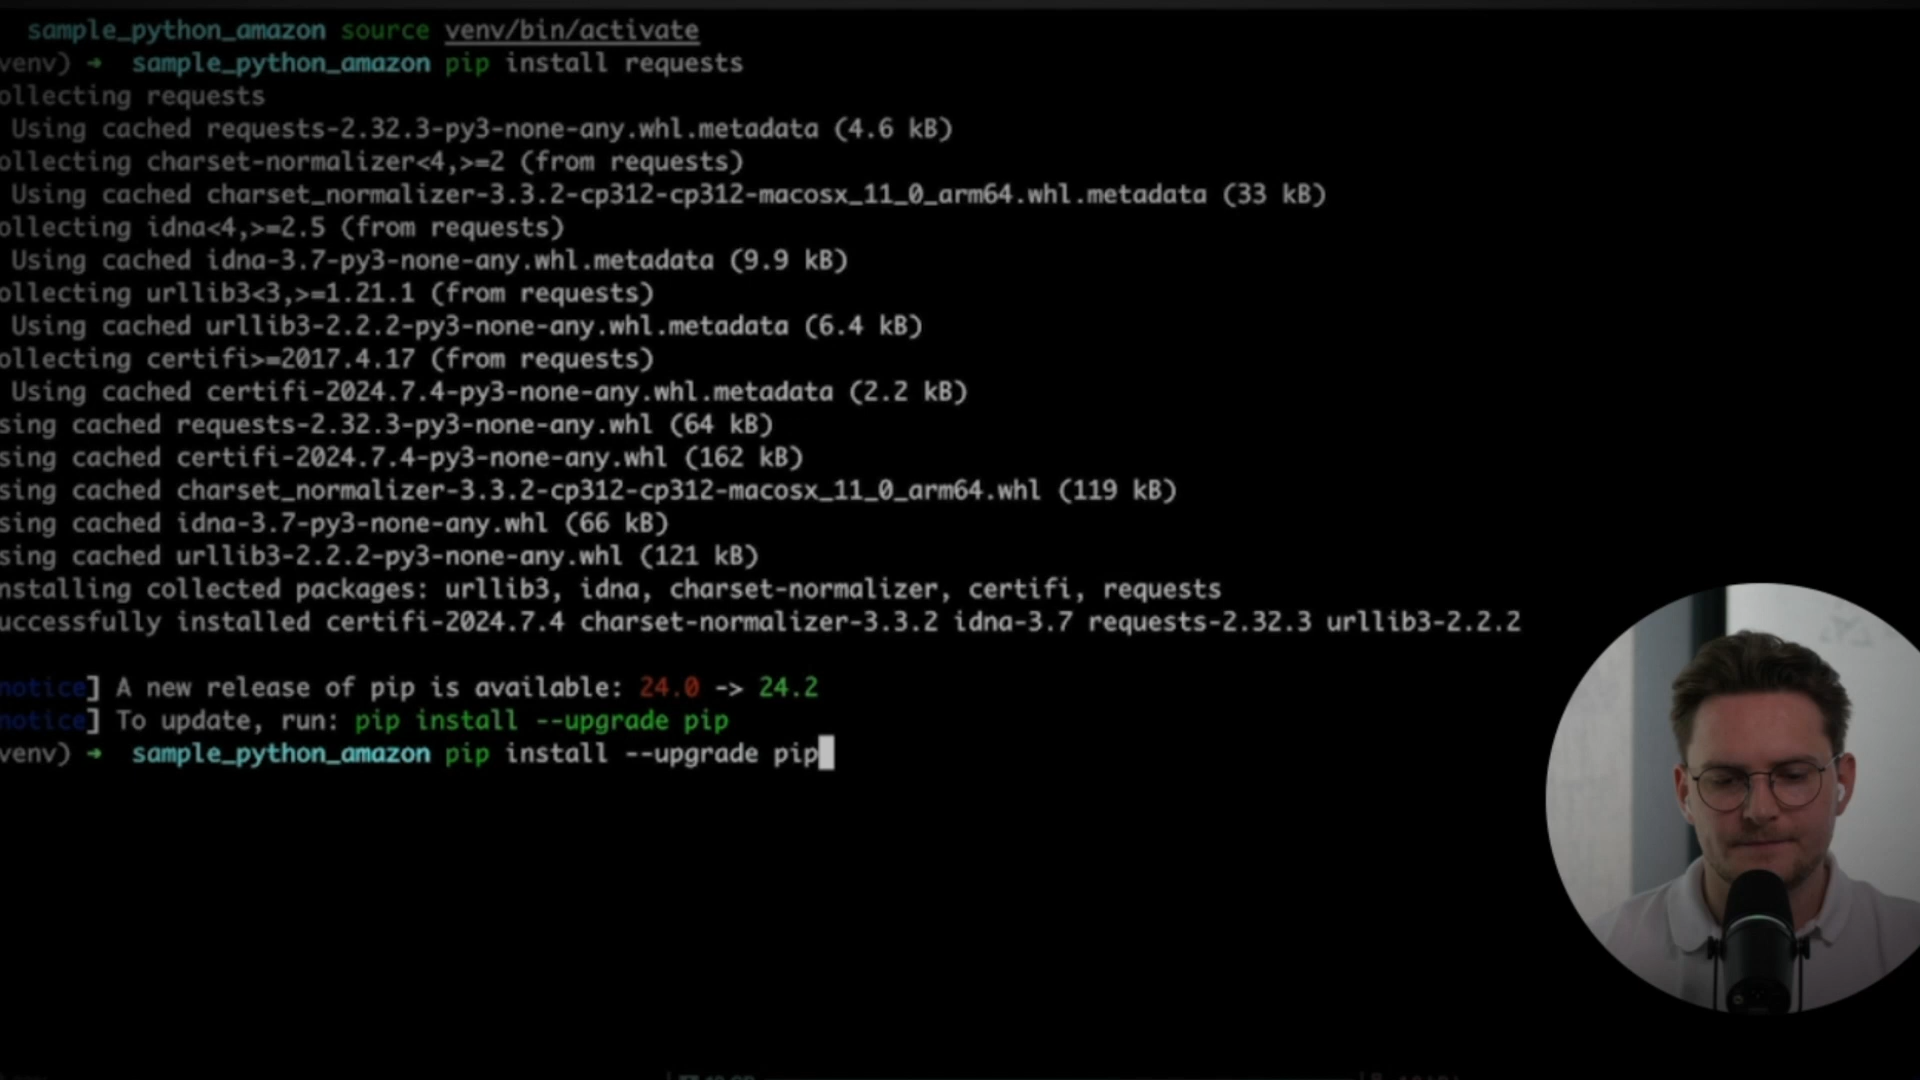 sample_python_amazon source venv/bin/activate
venv) → sample_python_amazon pip install requests
ollecting requests
Using cached requests-2.32.3-py3-none-any.whl.metadata (4.6 kB)
ollecting charset-normalizer<4,>=2 (from requests)
Using cached charset_normalizer-3.3.2-cp312-cp312-macosx_11_0_arm64.whl.metadata (33 kB)
ollecting idna<4,>=2.5 (from requests)
Using cached idna-3.7-py3-none-any.whl.metadata (9.9 kB)
ollecting urllib3<3,>=1.21.1 (from requests)
Using cached urllib3-2.2.2-py3-none-any.whl.metadata (6.4 kB)
ollecting certifi>=2017.4.17 (from requests)
Using cached certifi-2024.7.4-py3-none-any.whl.metadata (2.2 kB)
sing cached requests-2.32.3-py3-none-any.whl (64 kB)
sing cached certifi-2024.7.4-py3-none-any.whl (162 kB)
sing cached charset_normalizer-3.3.2-cp312-cp312-macosx_11_0_arm64.whl (119 kB)
sing cached idna-3.7-py3-none-any.whl (66 kB)
sing cached urllib3-2.2.2-py3-none-any.whl (121 kB)
nstalling collected packages: urllib3, idna, charset-normalizer, certifi, requests
uccessfully installed certifi-2024.7.4 charset-normalizer-3.3.2 idna-3.7 requests-2.32.3 urllib3-2.2.2
notice] A new release of pip is available: 24.0 -> 24.2
notice] To update, run: pip install --upgrade pip
venv) → sample_python_amazon pip install --upgrade pip